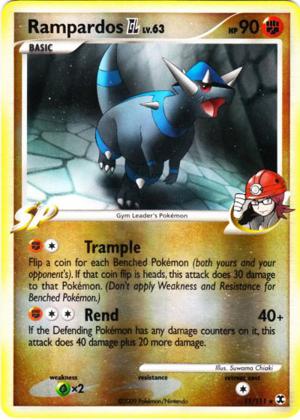 Rampardos GL LV.63 HP 90
BASIC
SP
Gym Leader's Pokémon
Trample
Flip a coin for each Benched Pokémon (both yours and your
opponent's). If that coin flip is heads, this attack does 30 damage
to that Pokémon. (Don't apply Weakness and Resistance for
Benched Pokémon.)
Rend 40+
If the Defending Pokémon has any damage counters on it, this
attack does 40 damage plus 20 more damage.
weakness resistance retreat cost
×2
Illus. Suwama Chiaki
©2009 Pokémon/Nintendo 11/111 ★